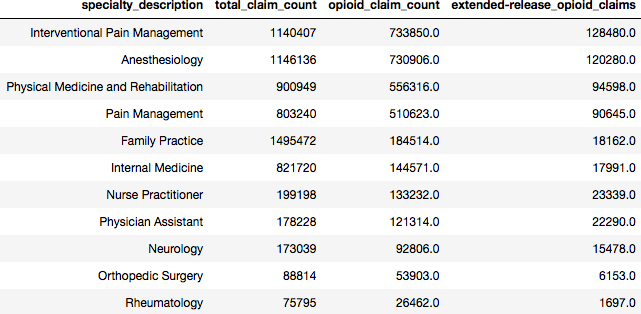 specialty_description total_claim_count opioid_claim_count extended-release_opioid_claims
Interventional Pain Management 1140407 733850.0 128480.0
Anesthesiology 1146136 730906.0 120280.0
Physical Medicine and Rehabilitation 900949 556316.0 94598.0
Pain Management 803240 510623.0 90645.0
Family Practice 1495472 184514.0 18162.0
Internal Medicine 821720 144571.0 17991.0
Nurse Practitioner 199198 133232.0 23339.0
Physician Assistant 178228 121314.0 22290.0
Neurology 173039 92806.0 15478.0
Orthopedic Surgery 88814 53903.0 6153.0
Rheumatology 75795 26462.0 1697.0